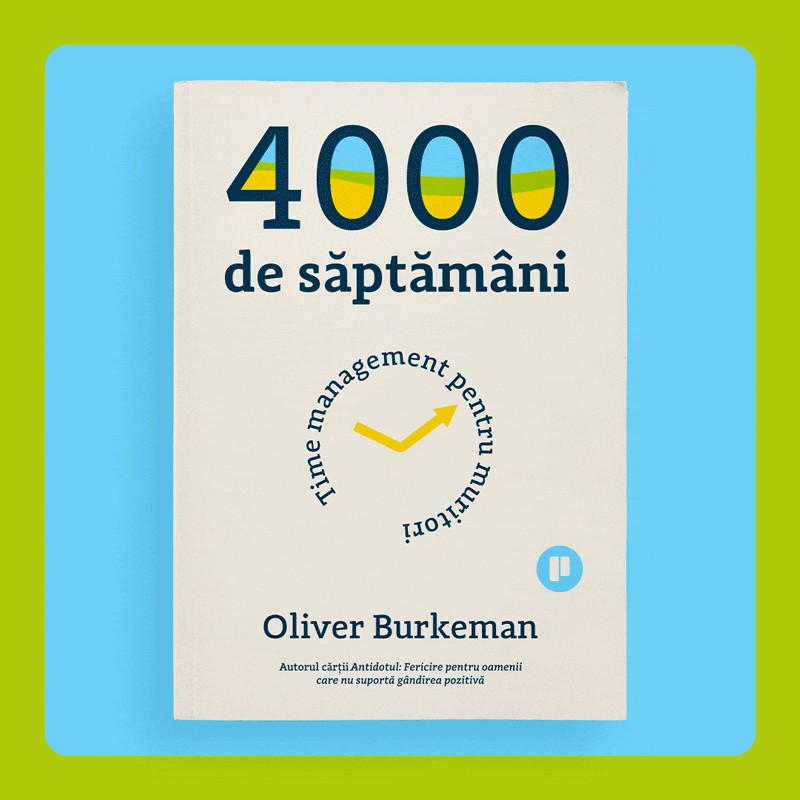 4000
de săptămâni
Time management pentru muritori
Oliver Burkeman
Autorul cărții Antidotul: Fericire pentru oamenii
care nu suportă gândirea pozitivă